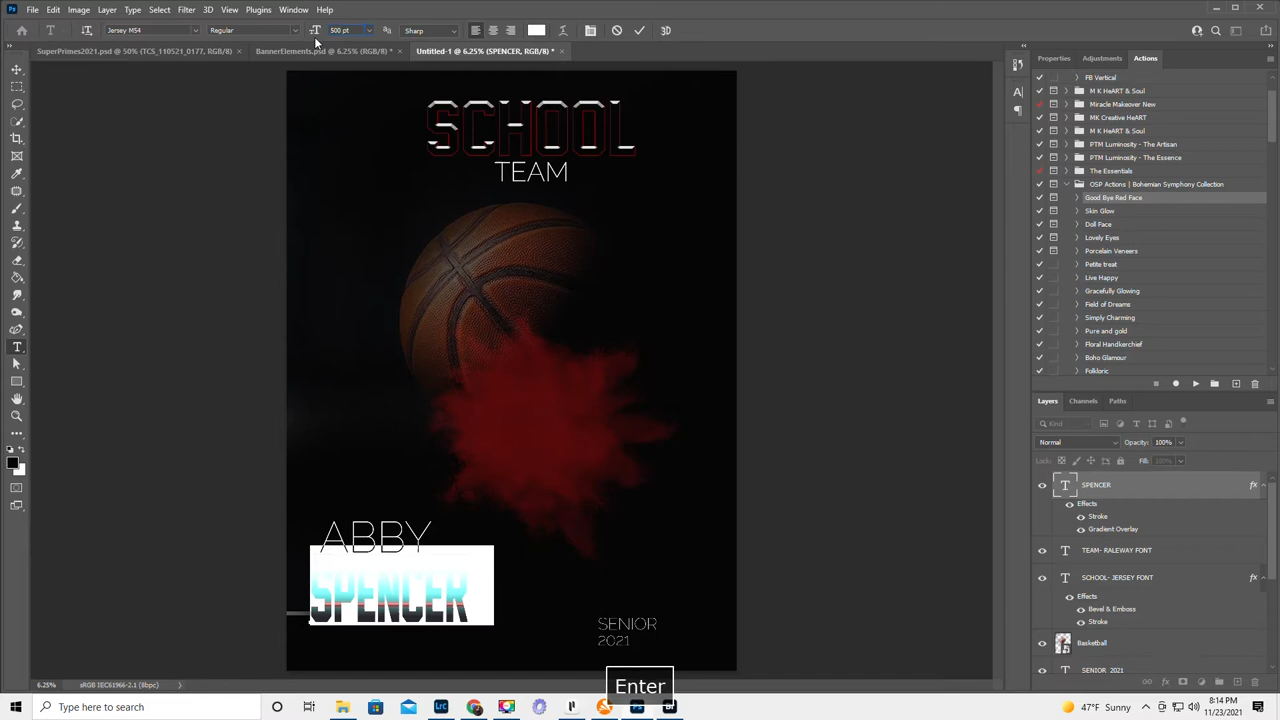 Ps File Edit Image Layer Type Select Filter 3D View Plugins Window Help
Jersey M54 Regular 500 pt Sharp 3D
SuperPrimes2021.psd @ 50% (TCS_110521_0177, RGB/8) × BannerElements.psd @ 6.25% (RGB/8) * × Untitled-1 @ 6.25% (SPENCER, RGB/8) * ×
Properties Adjustments Actions
FB Vertical
M K HeART & Soul
Miracle Makeover New
MK Creative HeART
M K HeART & Soul
PTM Luminosity - The Artisan
PTM Luminosity - The Essence
The Essentials
OSP Actions | Bohemian Symphony Collection
Good Bye Red Face
Skin Glow
Doll Face
Lovely Eyes
Porcelain Veneers
Petite treat
Live Happy
Gracefully Glowing
Field of Dreams
Simply Charming
Pure and gold
Floral Handkerchief
Boho Glamour
Folkloric
SCHOOL
TEAM
ABBY
SPENCER
SENIOR
2021
Layers Channels Paths
Kind
Normal Opacity: 100%
Lock: Fill: 100%
SPENCER fx
Effects
Stroke
Gradient Overlay
TEAM- RALEWAY FONT
SCHOOL- JERSEY FONT fx
Effects
Bevel & Emboss
Stroke
Basketball
SENIOR 2021
6.25% sRGB IEC61966-2.1 (8bpc)
Enter
Type here to search
47°F Sunny
8:14 PM
11/23/2021